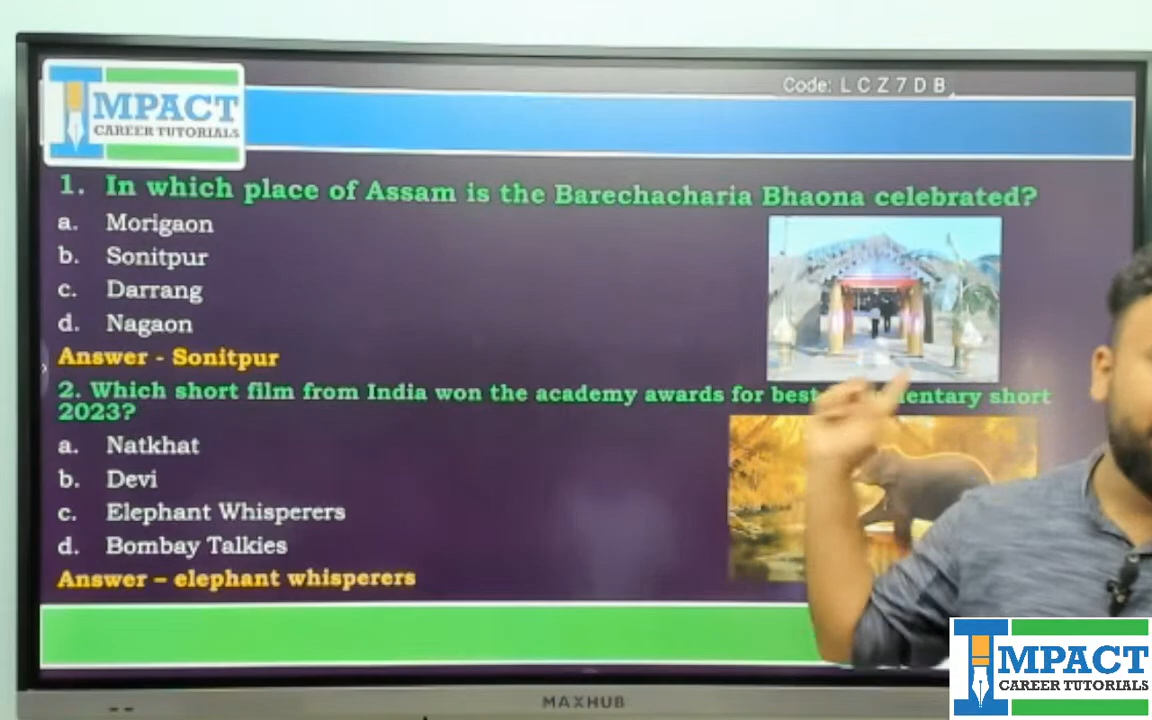 Code: L C Z 7 D B
IMPACT
CAREER TUTORIALS
1. In which place of Assam is the Barechacharia Bhaona celebrated?
a. Morigaon
b. Sonitpur
c. Darrang
d. Nagaon
Answer - Sonitpur
2. Which short film from India won the academy awards for best short
2023?
a. Natkhat
b. Devi
c. Elephant Whisperers
d. Bombay Talkies
Answer – elephant whisperers
MAXHUB
IMPACT
CAREER TUTORIALS